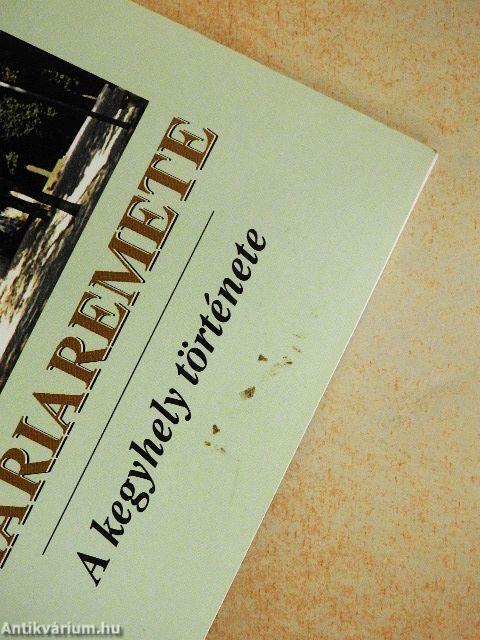 ARIAREMETE
A kegyhely története
Antikvárium.hu